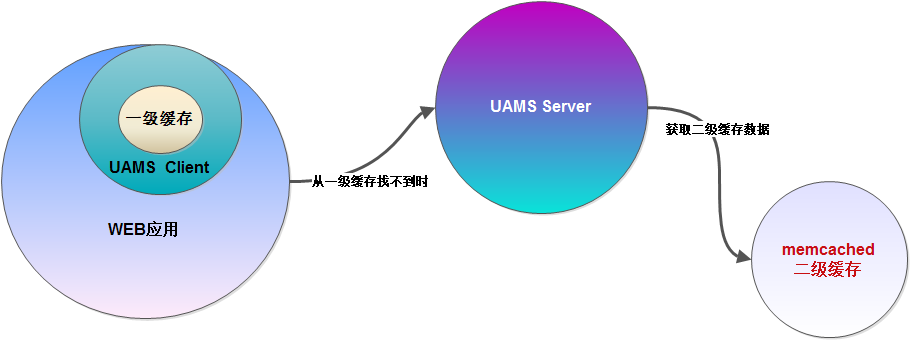 一级缓存
UAMS Client
WEB应用
从一级缓存找不到时
UAMS Server
获取二级缓存数据
memcached
二级缓存